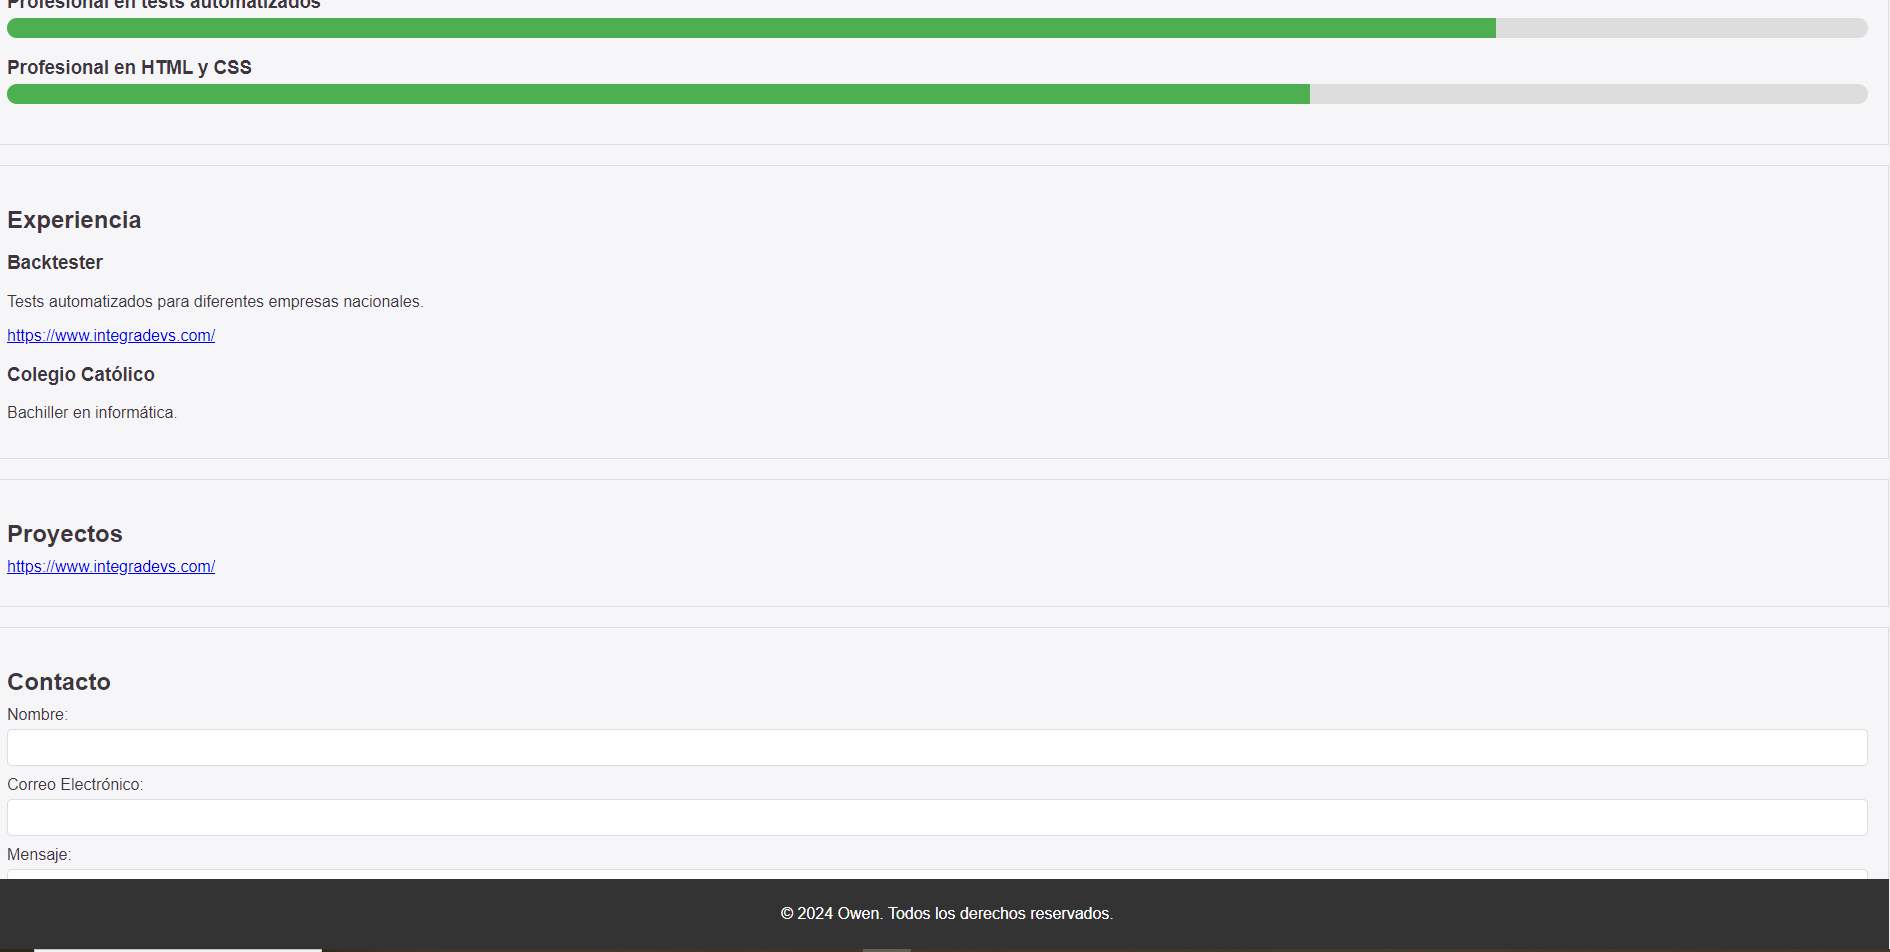 Profesional en tests automatizados
Profesional en HTML y CSS
Experiencia
Backtester
Tests automatizados para diferentes empresas nacionales.
https://www.integradevs.com/
Colegio Católico
Bachiller en informática.
Proyectos
https://www.integradevs.com/
Contacto
Nombre:
Correo Electrónico:
Mensaje:
© 2024 Owen. Todos los derechos reservados.